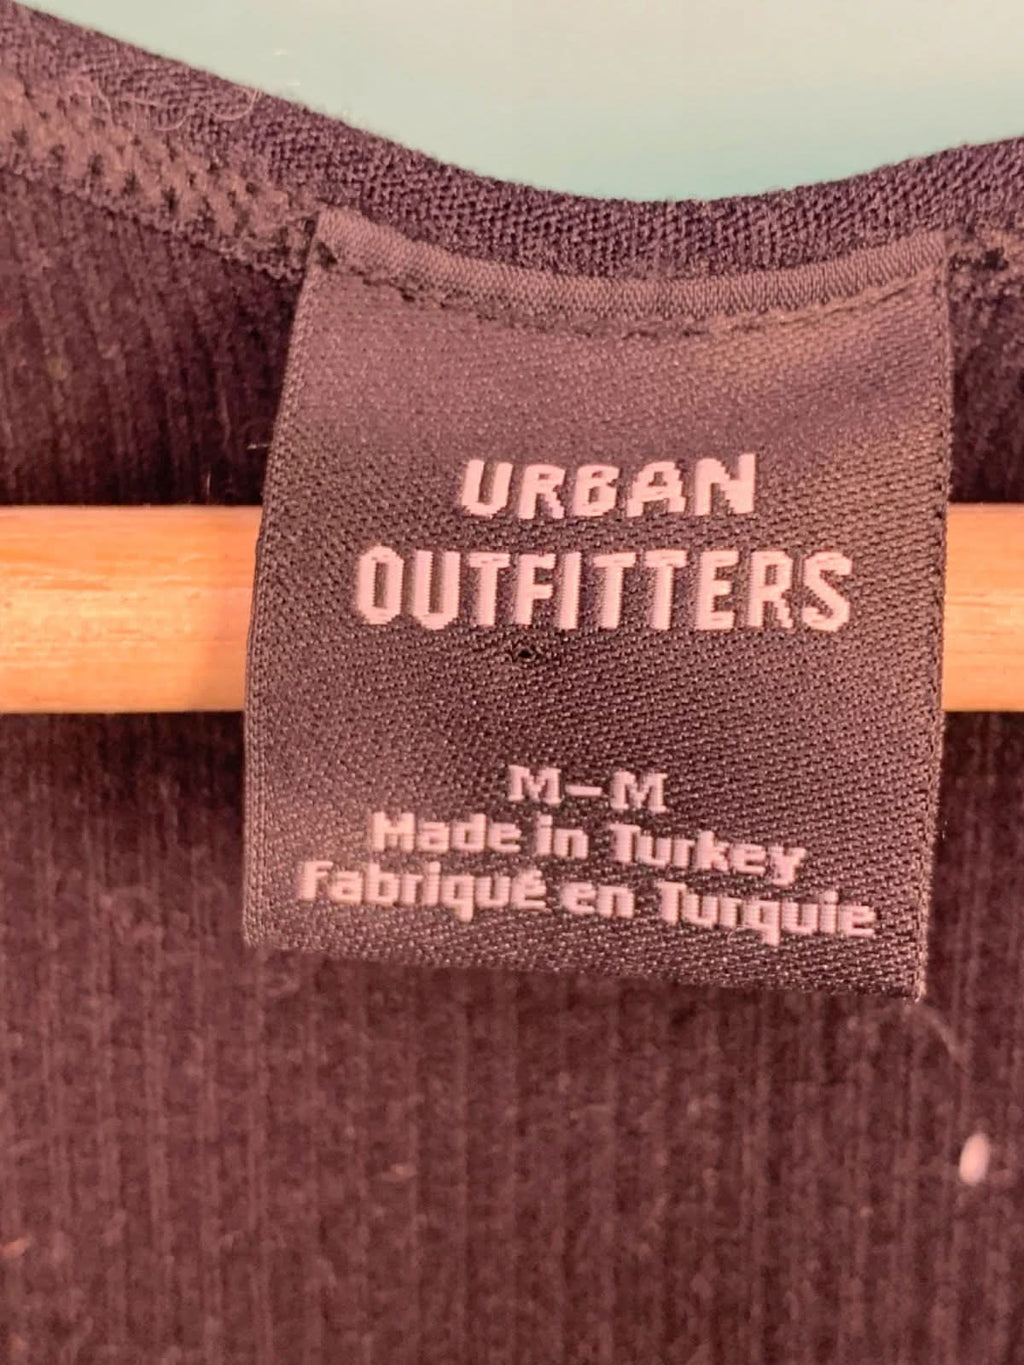 URBAN
OUTFITTERS
M-M
Made in Turkey
Fabriqué en Turquie